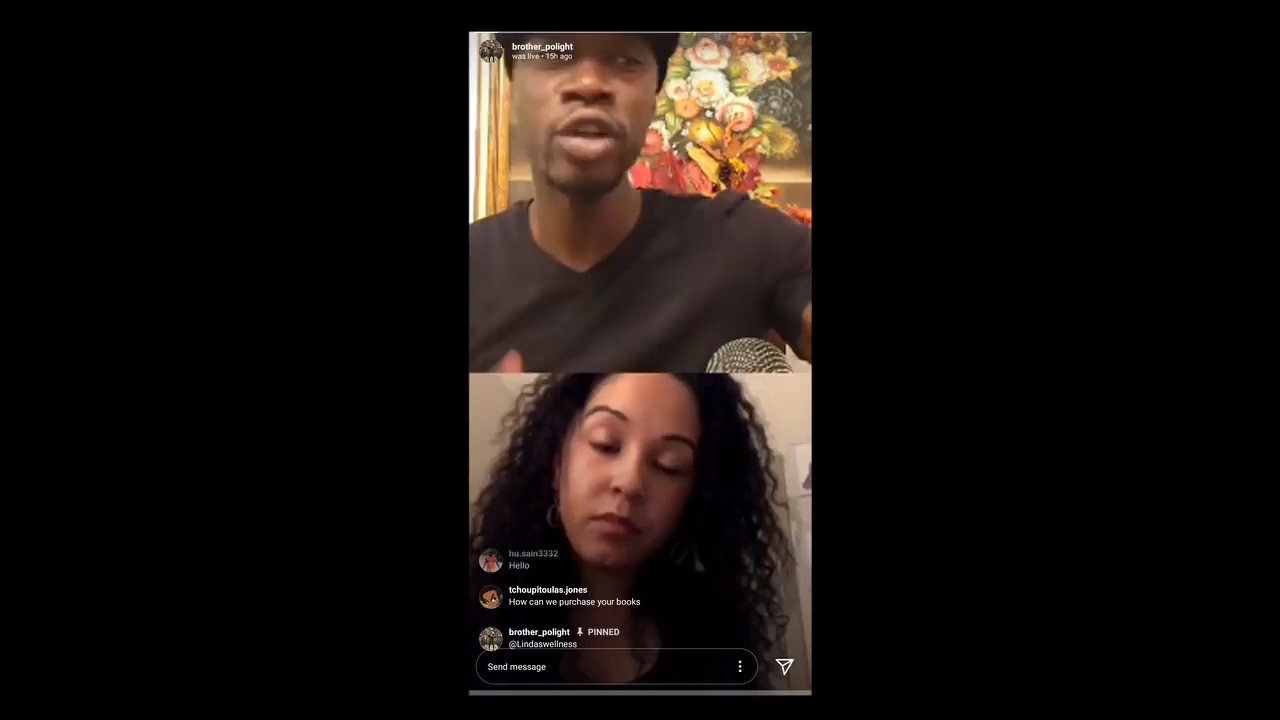 brother_polight
was live • 15h ago
hu.sain3332
Hello
tchoupitoulas.jones
How can we purchase your books
brother_polight PINNED
@Lindaswellness
Send message